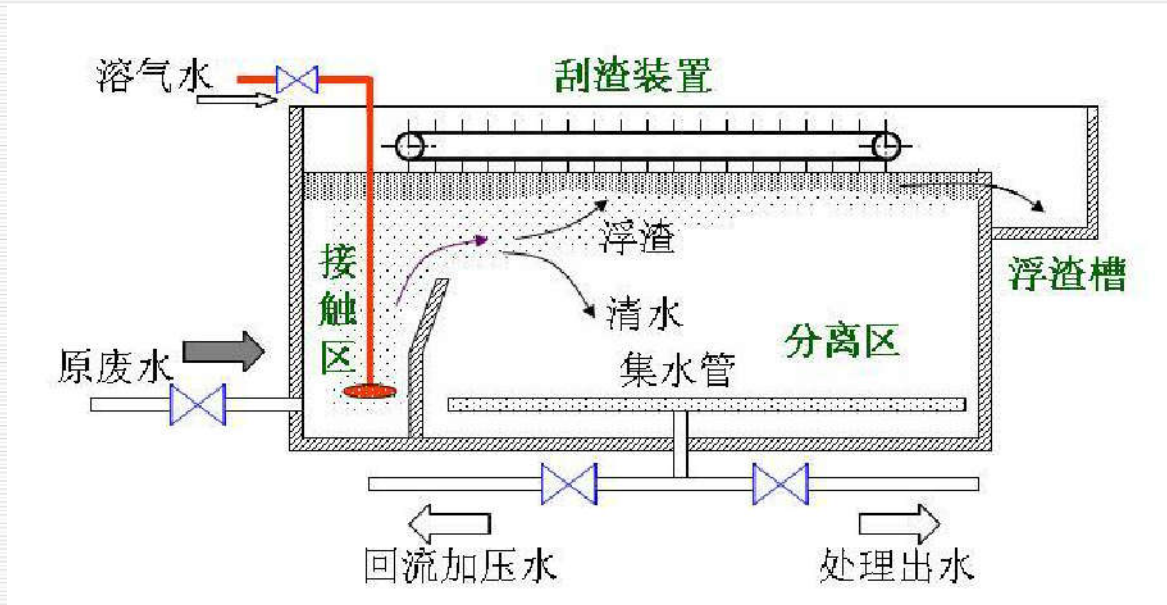 溶气水
刮渣装置
浮渣
接触区
浮渣槽
清水
原废水
分离区
集水管
回流加压水
处理出水